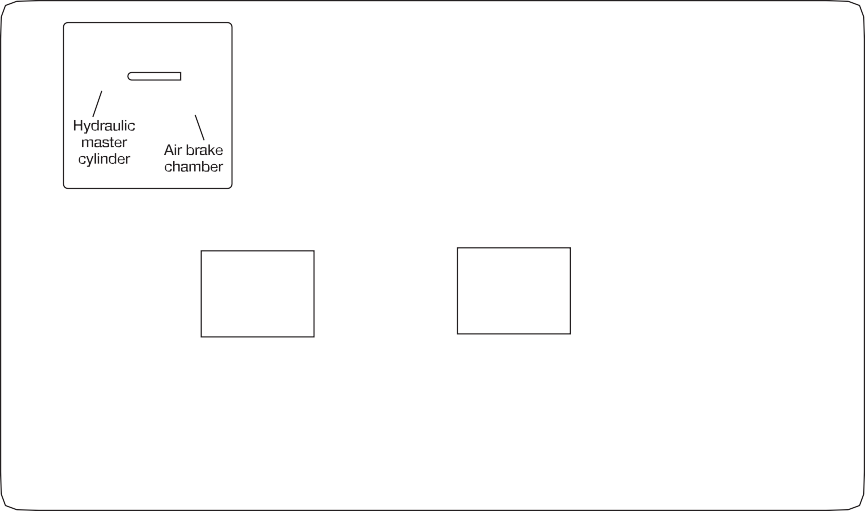 Hydraulic
master
cylinder
Air brake
chamber